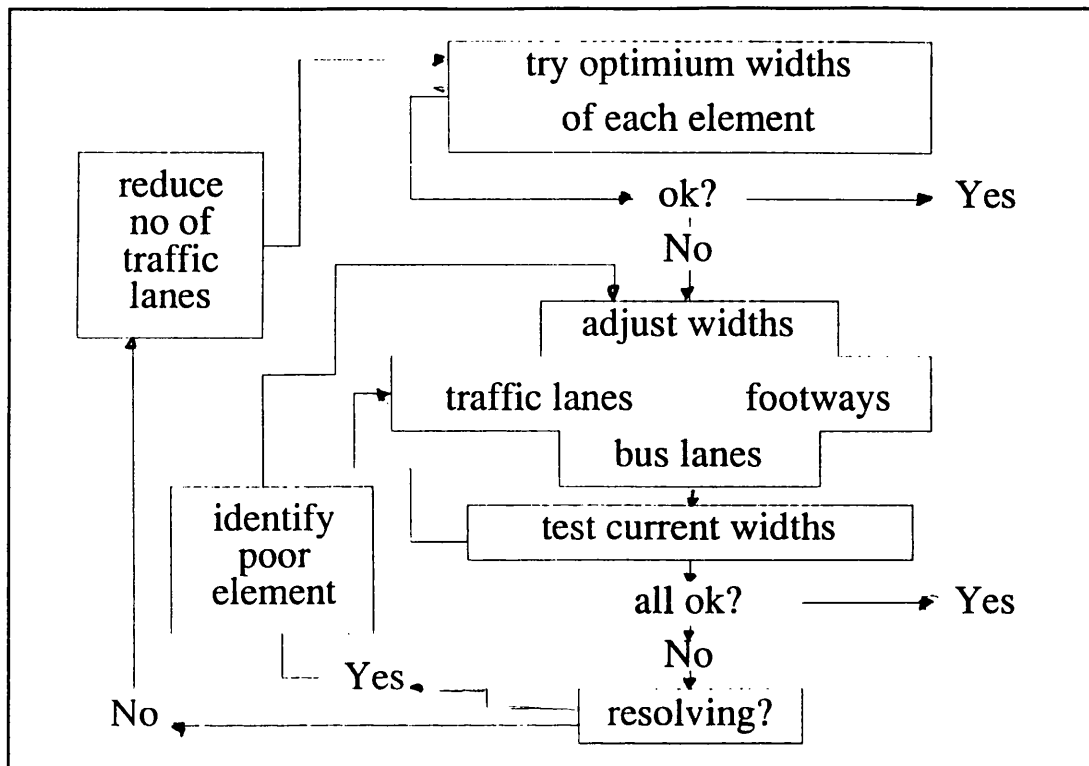 try optimium widths
of each element
reduce
no of
traffic
lanes
ok?
Yes
No
adjust widths
traffic lanes
footways
bus lanes
identify
poor
element
test current widths
all ok?
Yes
No
Yes
resolving?
No